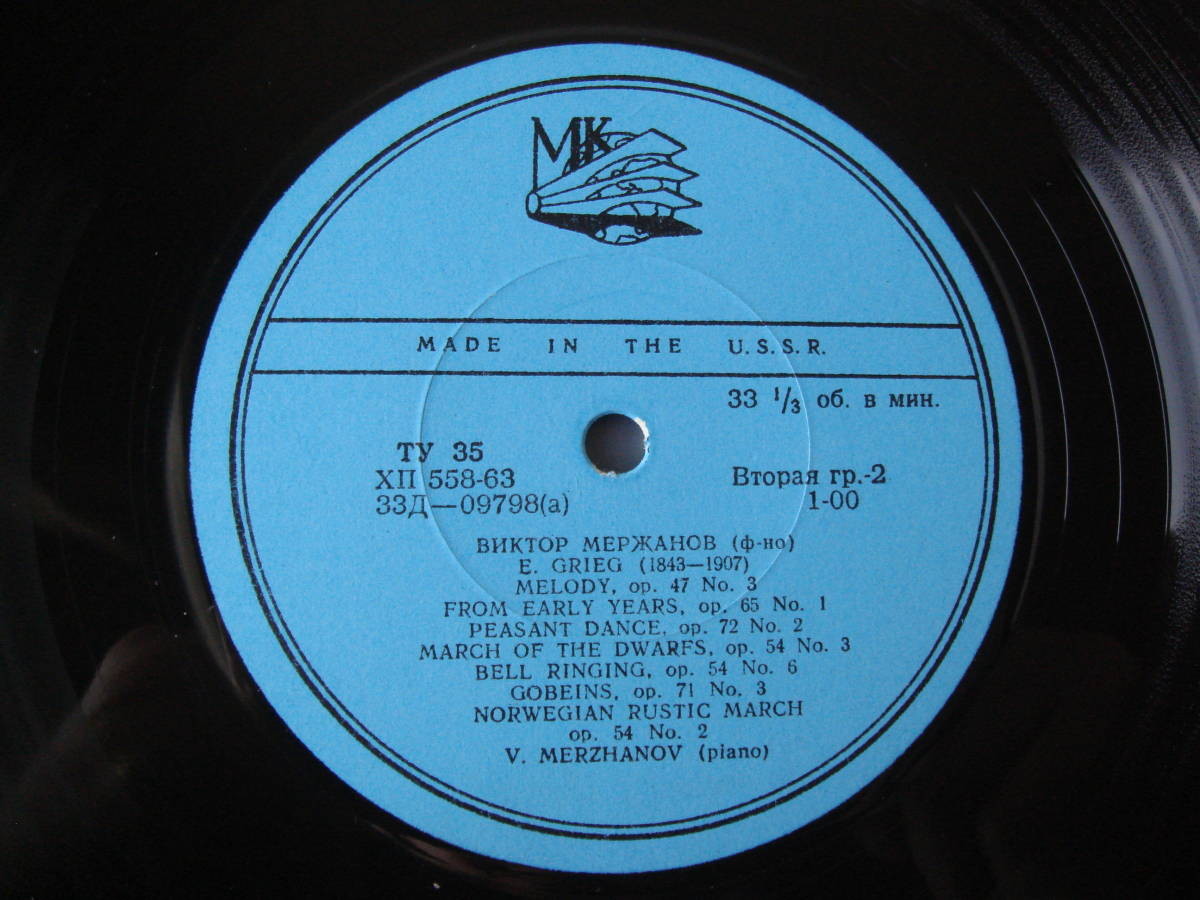 МК
MADE IN THE U.S.S.R.
33 1/3 об. в мин.
ТУ 35
ХП 558-63
33Д—09798(а)
Вторая гр.-2
1-00
ВИКТОР МЕРЖАНОВ (ф-но)
E. GRIEG (1843—1907)
MELODY, op. 47 No. 3
FROM EARLY YEARS, op. 65 No. 1
PEASANT DANCE, op. 72 No. 2
MARCH OF THE DWARFS, op. 54 No. 3
BELL RINGING, op. 54 No. 6
GOBEINS, op. 71 No. 3
NORWEGIAN RUSTIC MARCH
op. 54 No. 2
V. MERZHANOV (piano)